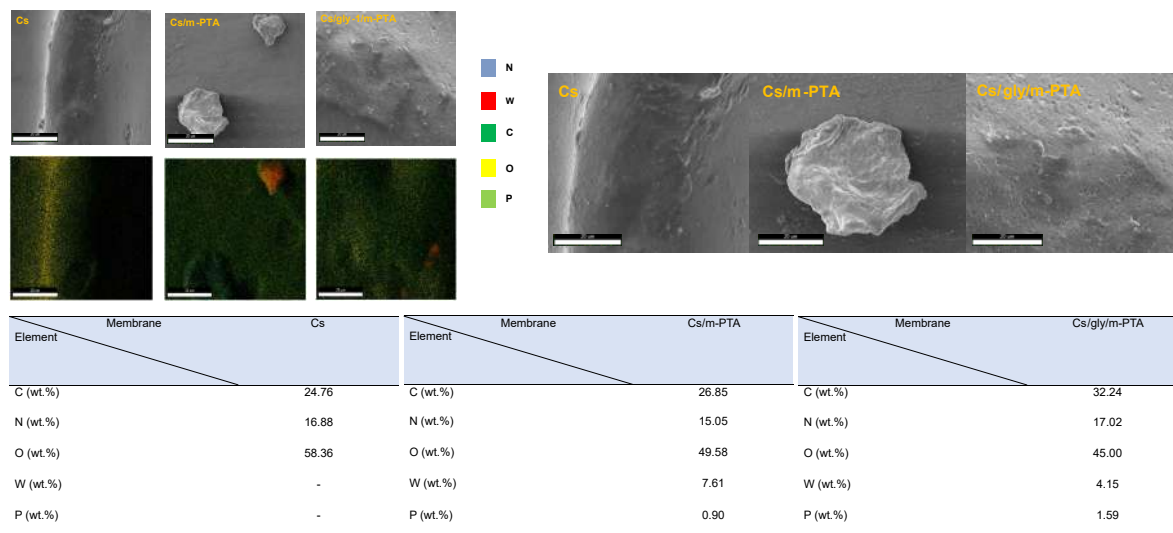 Cs
Cs/m-PTA
Cs/gly-1/m-PTA
N
W
C
O
P
Cs
Cs/m-PTA
Cs/gly/m-PTA
Membrane Cs
Element
C (wt.%) 24.76
N (wt.%) 16.88
O (wt.%) 58.36
W (wt.%) -
P (wt.%) -
Membrane Cs/m-PTA
Element
C (wt.%) 26.85
N (wt.%) 15.05
O (wt.%) 49.58
W (wt.%) 7.61
P (wt.%) 0.90
Membrane Cs/gly/m-PTA
Element
C (wt.%) 32.24
N (wt.%) 17.02
O (wt.%) 45.00
W (wt.%) 4.15
P (wt.%) 1.59